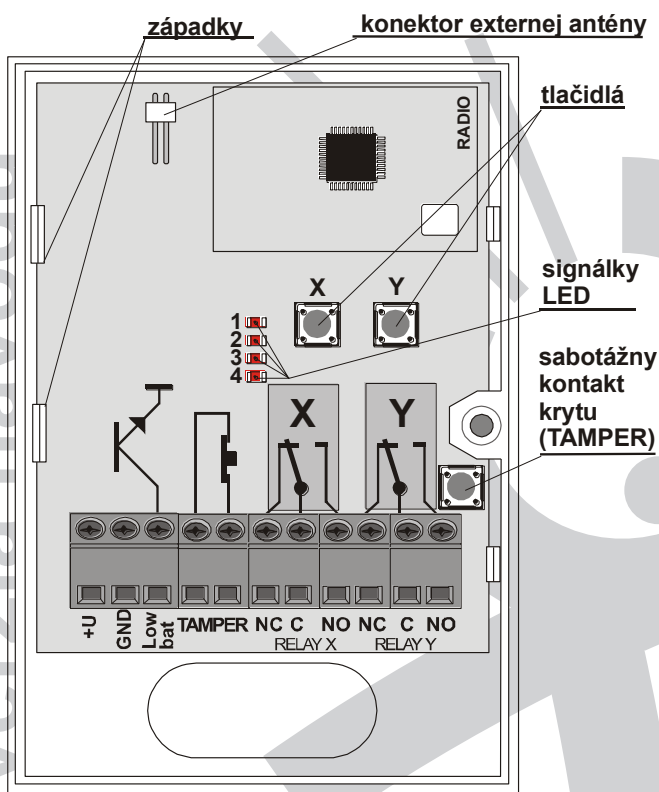 západky
konektor externej antény
tlačidlá
RADIO
X
Y
signálky
LED
1
2
3
4
sabotážny
kontakt
krytu
(TAMPER)
X
Y
+U
GND
Low
bat
TAMPER
NC C NO NC C NO
RELAY X
RELAY Y